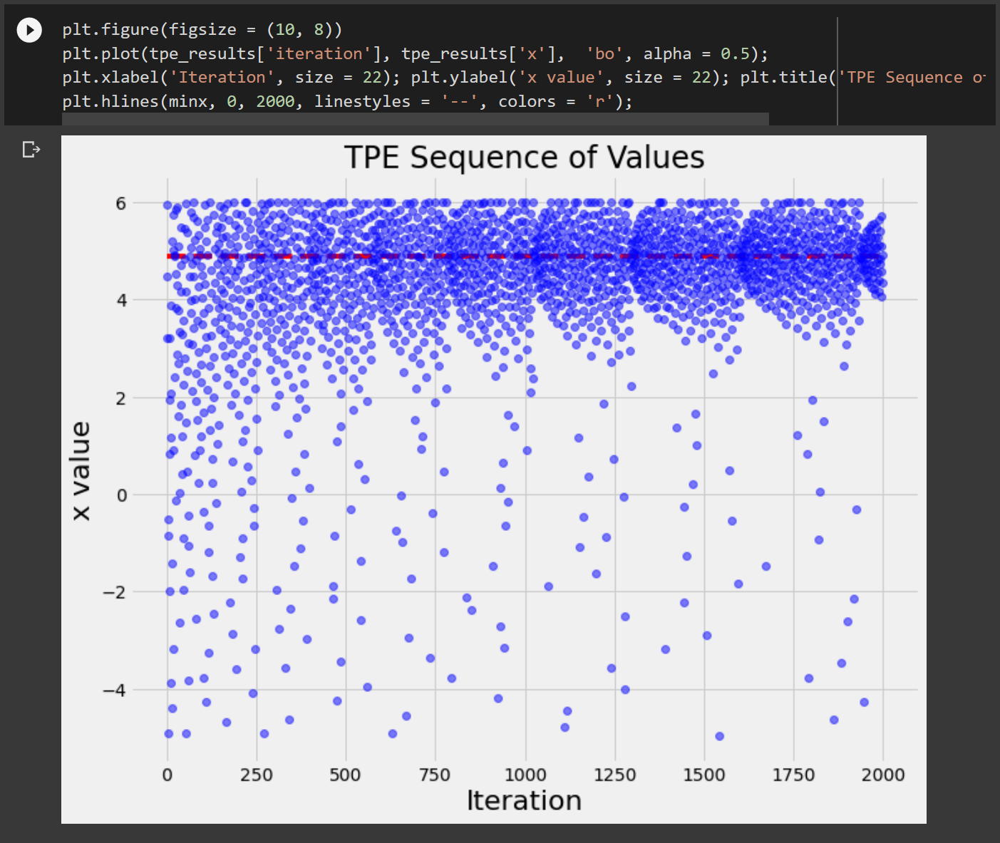 plt.figure(figsize = (10, 8))
plt.plot(tpe_results['iteration'], tpe_results['x'],  'bo', alpha = 0.5);
plt.xlabel('Iteration', size = 22); plt.ylabel('x value', size = 22); plt.title('TPE Sequence
plt.hlines(minx, 0, 2000, linestyles = '--', colors = 'r');
TPE Sequence of Values
6
4
2
0
−2
−4
x value
0 250 500 750 1000 1250 1500 1750 2000
Iteration